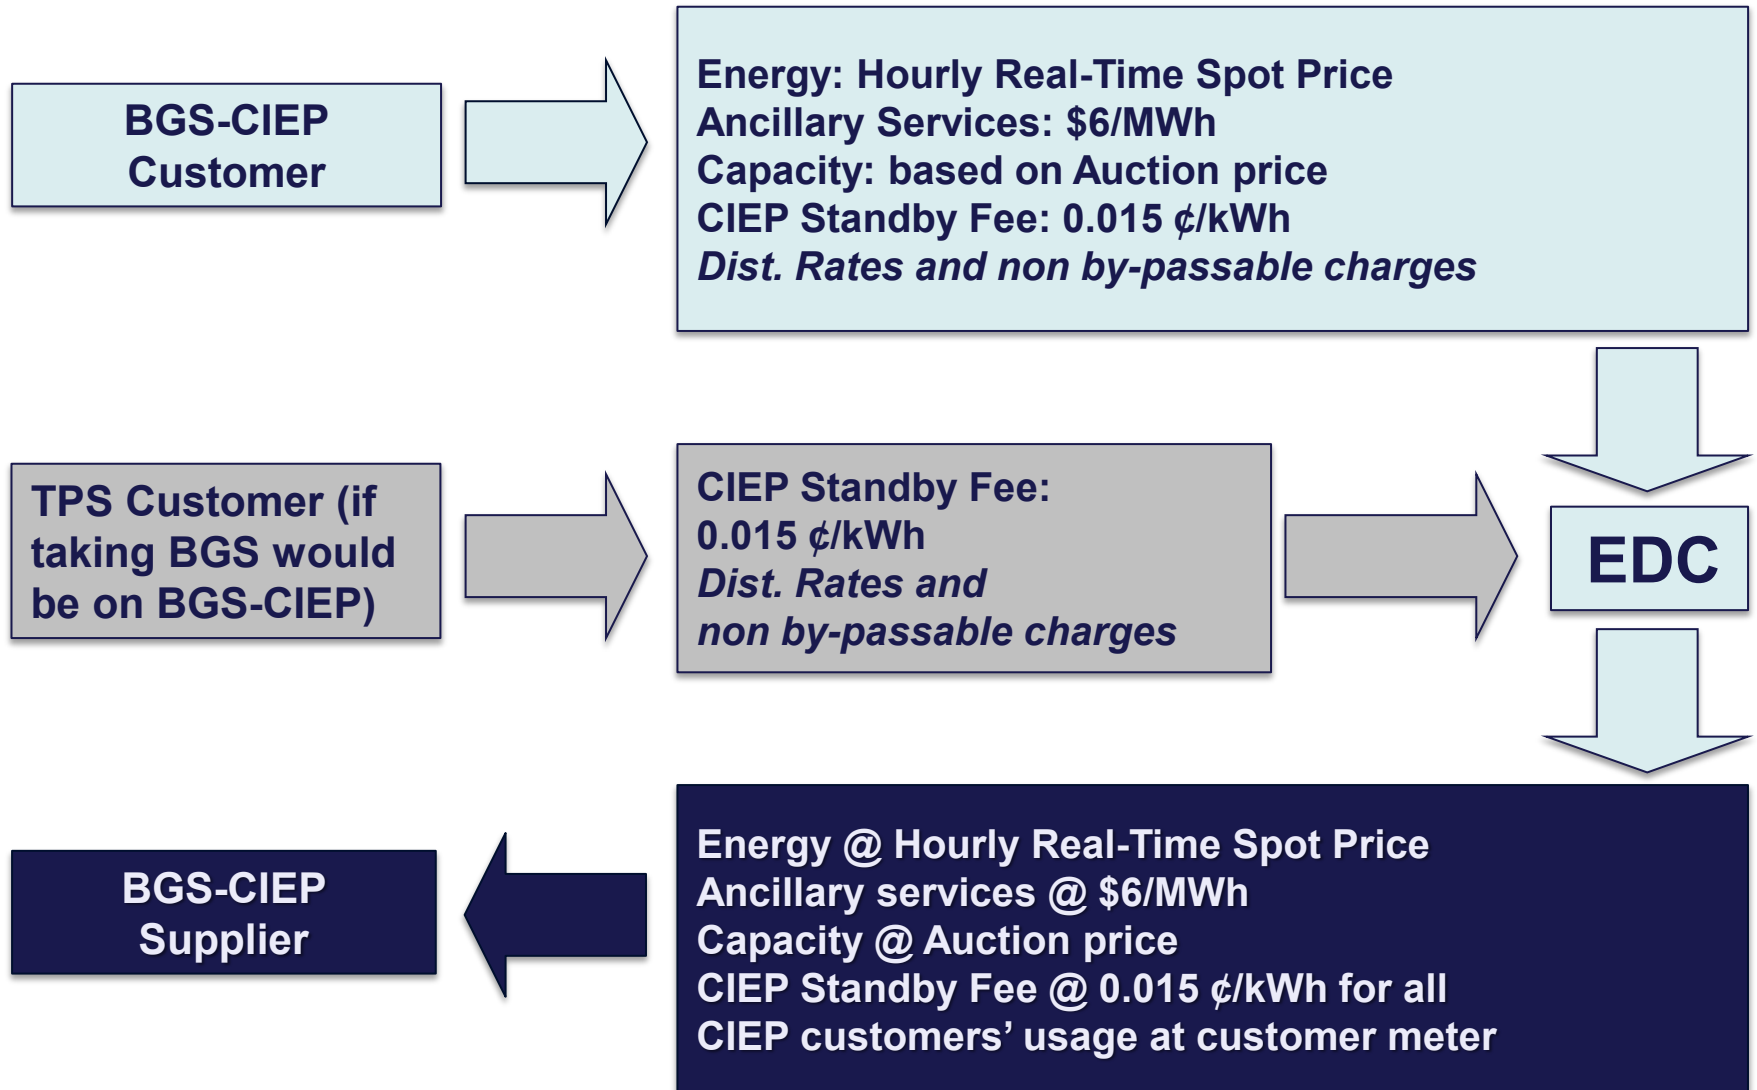 BGS-CIEP
Customer
Energy: Hourly Real-Time Spot Price
Ancillary Services: $6/MWh
Capacity: based on Auction price
CIEP Standby Fee: 0.015 ¢/kWh
Dist. Rates and non by-passable charges
TPS Customer (if
taking BGS would
be on BGS-CIEP)
CIEP Standby Fee:
0.015 ¢/kWh
Dist. Rates and
non by-passable charges
EDC
BGS-CIEP
Supplier
Energy @ Hourly Real-Time Spot Price
Ancillary services @ $6/MWh
Capacity @ Auction price
CIEP Standby Fee @ 0.015 ¢/kWh for all
CIEP customers’ usage at customer meter